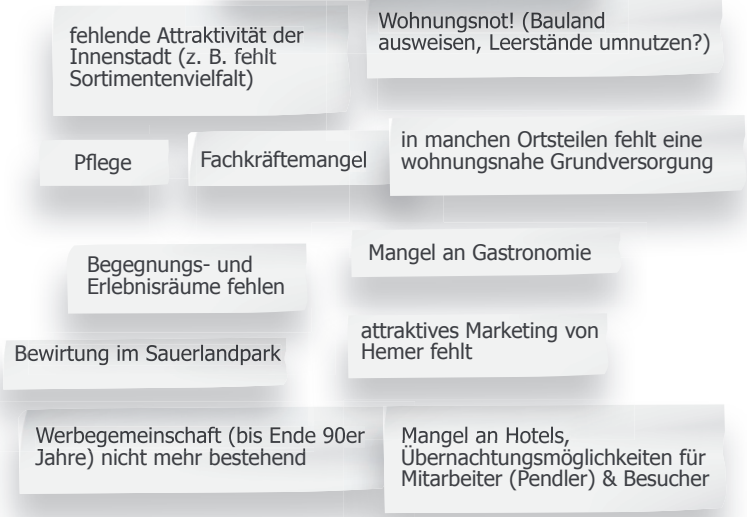 fehlende Attraktivität der
Innenstadt (z. B. fehlt
Sortimentenvielfalt)
Wohnungsnot! (Bauland
ausweisen, Leerstände umnutzen?)
Pflege
Fachkräftemangel
in manchen Ortsteilen fehlt eine
wohnungsnahe Grundversorgung
Begegnungs- und
Erlebnisräume fehlen
Mangel an Gastronomie
Bewirtung im Sauerlandpark
attraktives Marketing von
Hemer fehlt
Werbegemeinschaft (bis Ende 90er
Jahre) nicht mehr bestehend
Mangel an Hotels,
Übernachtungsmöglichkeiten für
Mitarbeiter (Pendler) & Besucher